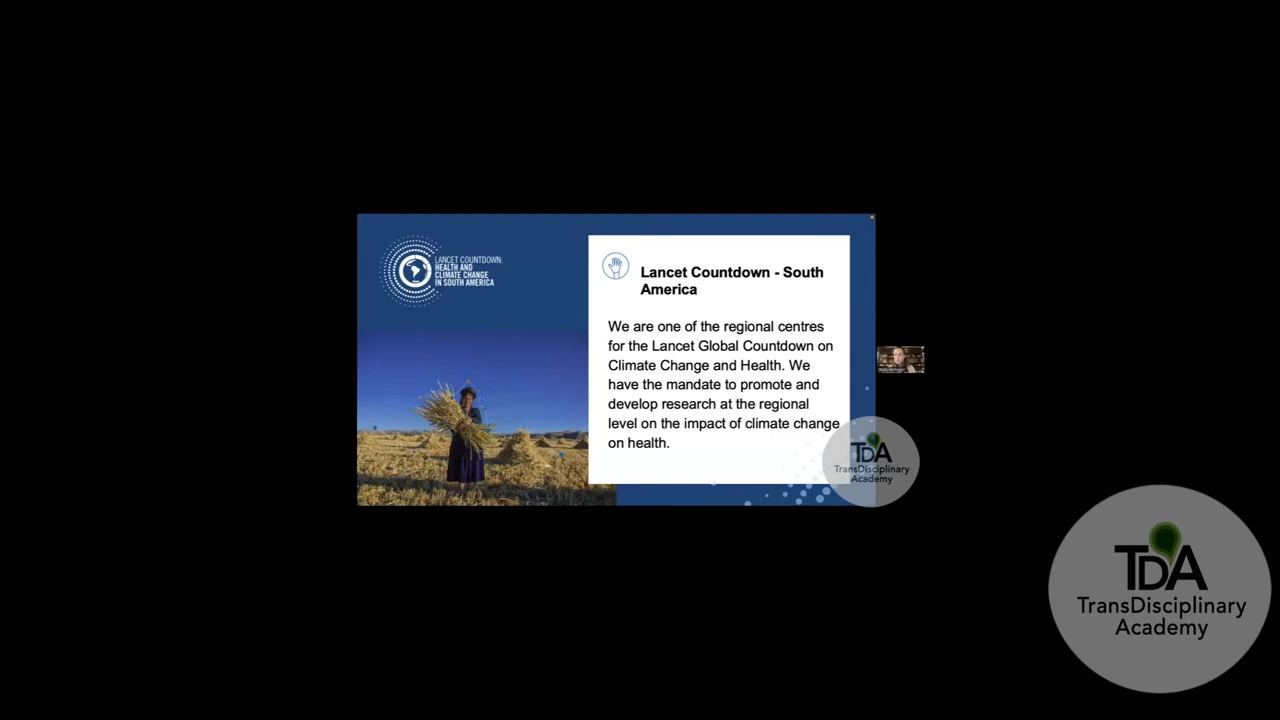 LANCET COUNTDOWN:
HEALTH AND
CLIMATE CHANGE
IN SOUTH AMERICA
Lancet Countdown - South
America
We are one of the regional centres
for the Lancet Global Countdown on
Climate Change and Health. We
have the mandate to promote and
develop research at the regional
level on the impact of climate change
on health.
TDA
TransDisciplinary
Academy
TDA
TransDisciplinary
Academy